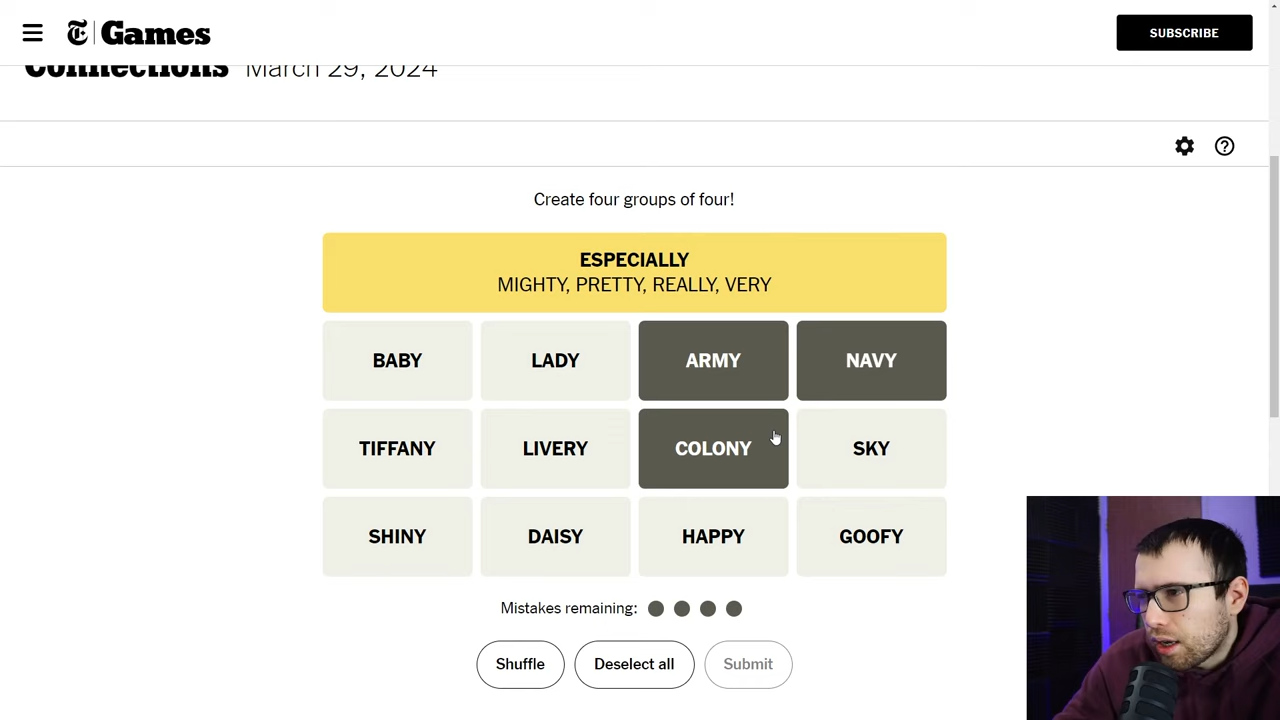 Games
SUBSCRIBE
Connections March 29, 2024
Create four groups of four!
ESPECIALLY
MIGHTY, PRETTY, REALLY, VERY
BABY LADY ARMY NAVY
TIFFANY LIVERY COLONY SKY
SHINY DAISY HAPPY GOOFY
Mistakes remaining:
Shuffle Deselect all Submit